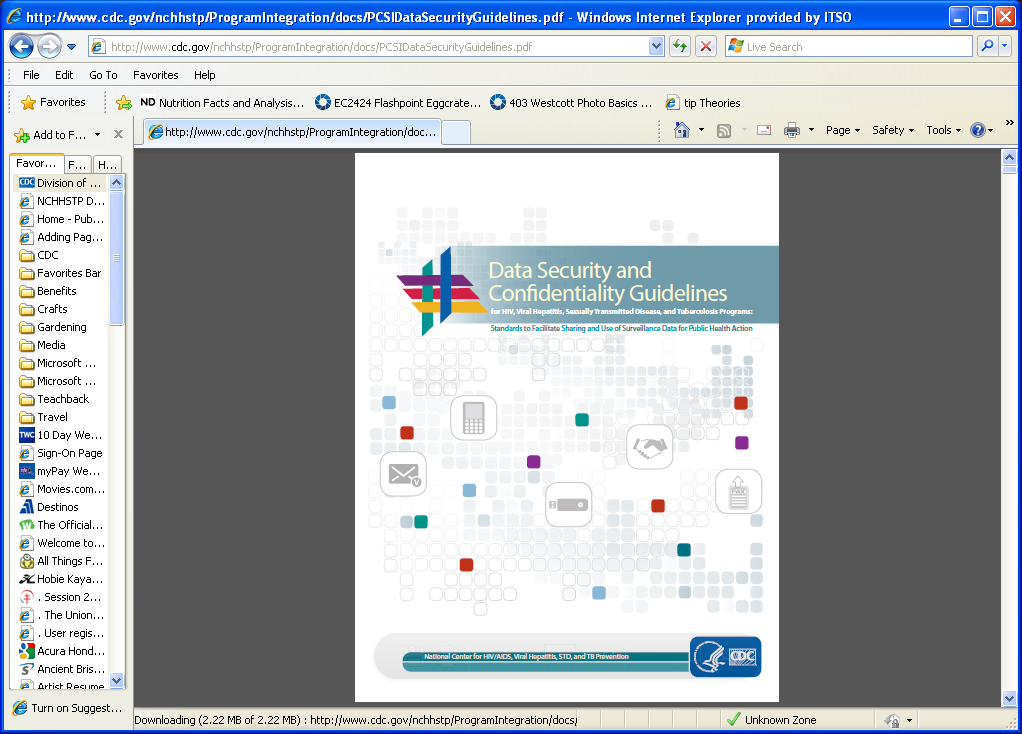 http://www.cdc.gov/nchhstp/ProgramIntegration/docs/PCSIDataSecurityGuidelines.pdf - Windows Internet Explorer provided by ITSO
http://www.cdc.gov/nchhstp/ProgramIntegration/docs/PCSIDataSecurityGuidelines.pdf
Live Search
File Edit Go To Favorites Help
Favorites
ND Nutrition Facts and Analysis...
EC2424 Flashpoint Eggcrate...
403 Westcott Photo Basics ...
tip Theories
Add to F...
http://www.cdc.gov/nchhstp/ProgramIntegration/doc...
Page Safety Tools
Favor... F... H...
CDC Division of ...
NCHHSTP D...
Home - Pub...
Adding Pag...
CDC
Favorites Bar
Benefits
Crafts
Gardening
Media
Microsoft ...
Microsoft ...
Teachback
Travel
TWC 10 Day We...
Sign-On Page
myPay We...
Movies.com...
Destinos
The Official...
Welcome to...
All Things F...
Hobie Kaya...
. Session 2...
. The Union...
. User regis...
Acura Hond...
Ancient Bris...
Artist Resume
Turn on Suggest...
Data Security and
Confidentiality Guidelines
for HIV, Viral Hepatitis, Sexually Transmitted Disease, and Tuberculosis Programs:
Standards to Facilitate Sharing and Use of Surveillance Data for Public Health Action
V
FAX
National Center for HIV/AIDS, Viral Hepatitis, STD, and TB Prevention
CDC
Downloading (2.22 MB of 2.22 MB) : http://www.cdc.gov/nchhstp/ProgramIntegration/docs/
Unknown Zone